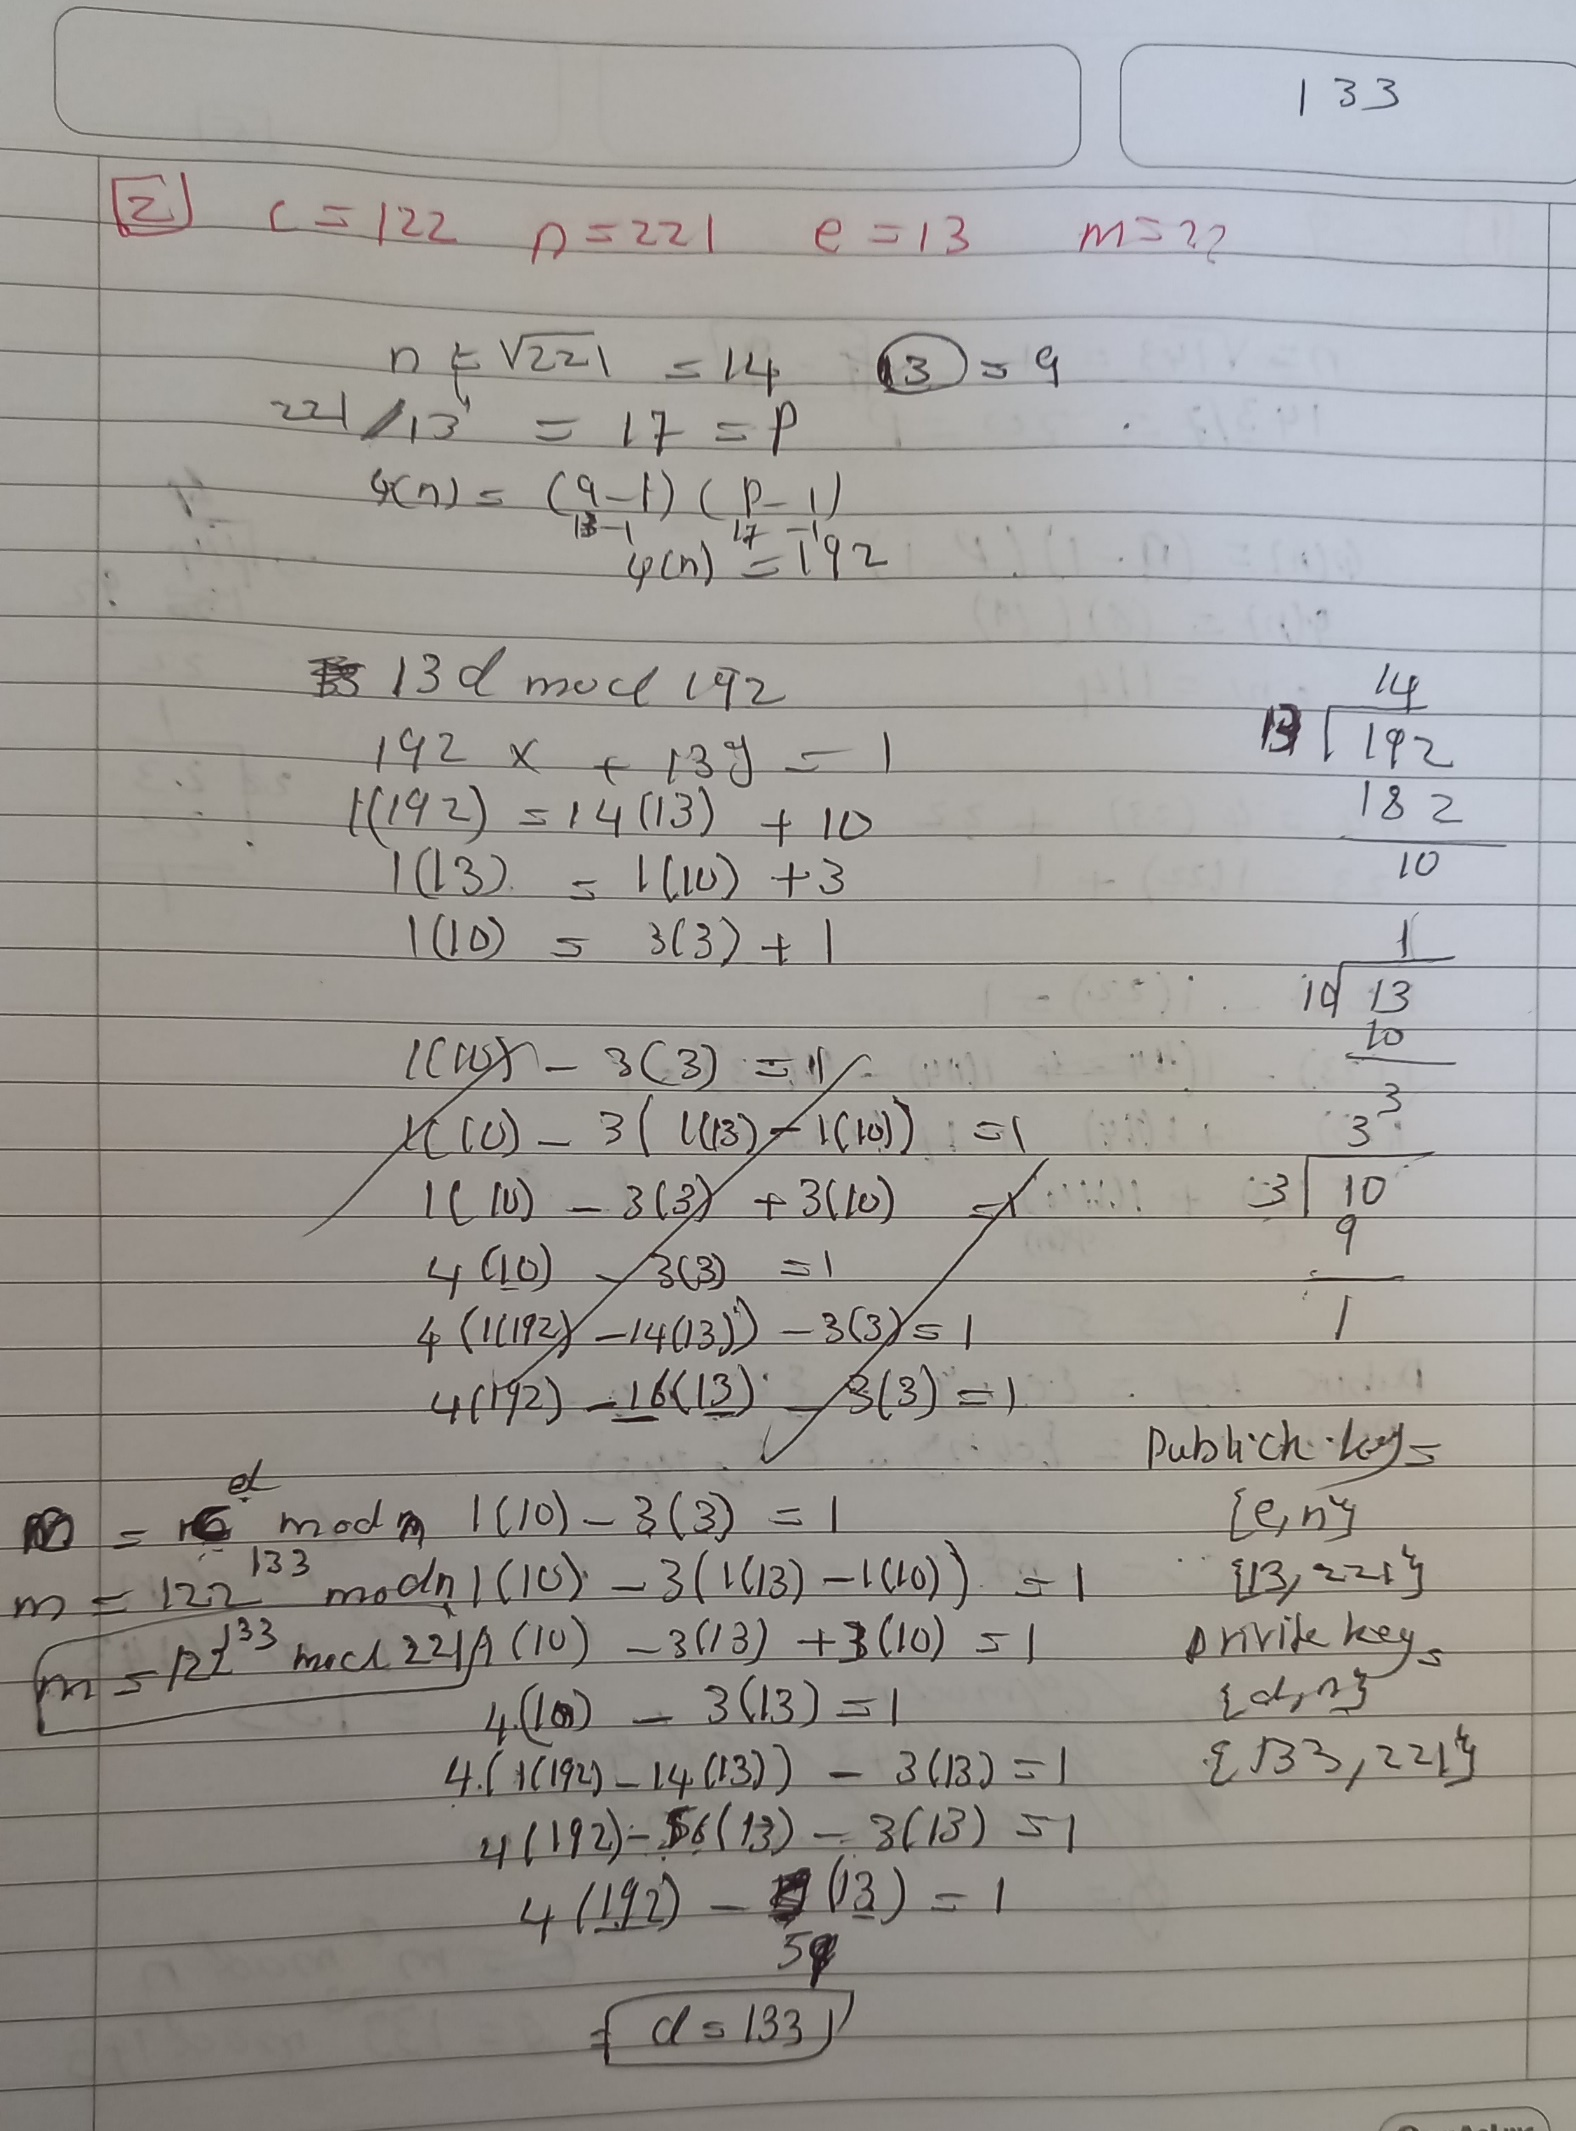 133
2 c = 122 n = 221 e = 13 m = ??
n = √221 = 14 13 = q
221 / 13 = 17 = p
φ(n) = (q-1) (p-1)
13-1 17-1
φ(n) = 192
13 d mod 192
192 x + 13y = 1
1(192) = 14(13) + 10
1(13) = 1(10) + 3
1(10) = 3(3) + 1
14
13 192
182
10
1
10 13
10
3
3
3 10
9
1
1(10) - 3(3) = 1
1(10) - 3(1(13) - 1(10)) = 1
1(10) - 3(3) + 3(10) = 1
4(10) - 3(3) = 1
4(1(192) - 14(13)) - 3(3) = 1
4(192) - 16(13) - 3(3) = 1
m = c^d mod n
m = 122^133 mod n
m = 122^133 mod 221
1(10) - 3(3) = 1
1(10) - 3(1(13) - 1(10)) = 1
1(10) - 3(13) + 3(10) = 1
4(10) - 3(13) = 1
4(1(192) - 14(13)) - 3(13) = 1
4(192) - 56(13) - 3(13) = 1
4(192) - (13) = 1
59
= d = 133
Publich key =
{e, n}
{13, 221}
private key =
{d, n}
{133, 221}